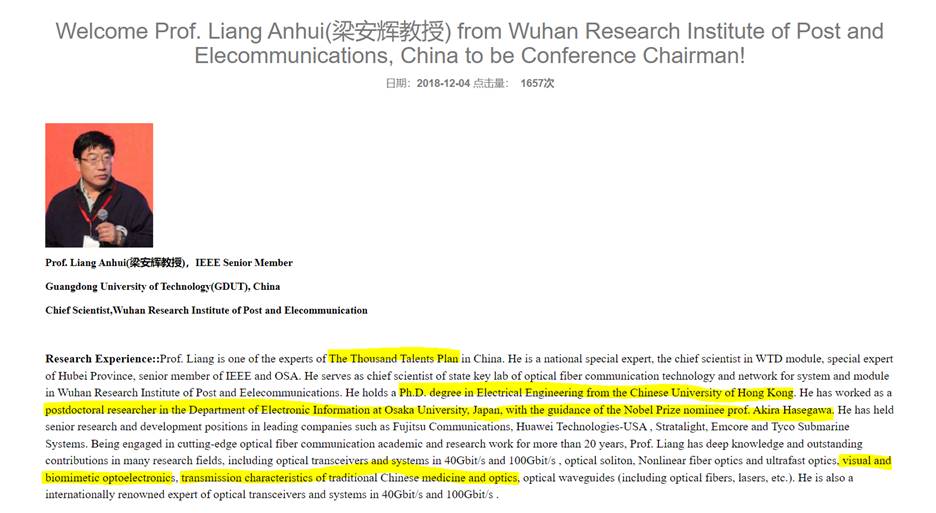 Welcome Prof. Liang Anhui(梁安辉教授) from Wuhan Research Institute of Post and
Elecommunications, China to be Conference Chairman!
日期：2018-12-04 点击量： 1657次
Prof. Liang Anhui(梁安辉教授)，IEEE Senior Member
Guangdong University of Technology(GDUT), China
Chief Scientist,Wuhan Research Institute of Post and Elecommunication
Research Experience::Prof. Liang is one of the experts of The Thousand Talents Plan in China. He is a national special expert, the chief scientist in WTD module, special expert
of Hubei Province, senior member of IEEE and OSA. He serves as chief scientist of state key lab of optical fiber communication technology and network for system and module
in Wuhan Research Institute of Post and Eelecommunications. He holds a Ph.D. degree in Electrical Engineering from the Chinese University of Hong Kong. He has worked as a
postdoctoral researcher in the Department of Electronic Information at Osaka University, Japan, with the guidance of the Nobel Prize nominee prof. Akira Hasegawa. He has held
senior research and development positions in leading companies such as Fujitsu Communications, Huawei Technologies-USA , Stratalight, Emcore and Tyco Submarine
Systems. Being engaged in cutting-edge optical fiber communication academic and research work for more than 20 years, Prof. Liang has deep knowledge and outstanding
contributions in many research fields, including optical transceivers and systems in 40Gbit/s and 100Gbit/s , optical soliton, Nonlinear fiber optics and ultrafast optics, visual and
biomimetic optoelectronics, transmission characteristics of traditional Chinese medicine and optics, optical waveguides (including optical fibers, lasers, etc.). He is also a
internationally renowned expert of optical transceivers and systems in 40Gbit/s and 100Gbit/s .